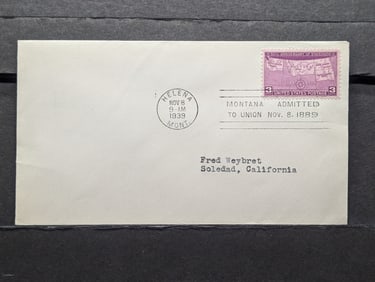 HELENA
NOV 8
9-1M
1939
MONT.
3
3
UNITED STATES POSTAGE
MONTANA ADMITTED
TO UNION NOV. 8, 1889
Fred Weybret
Soledad, California